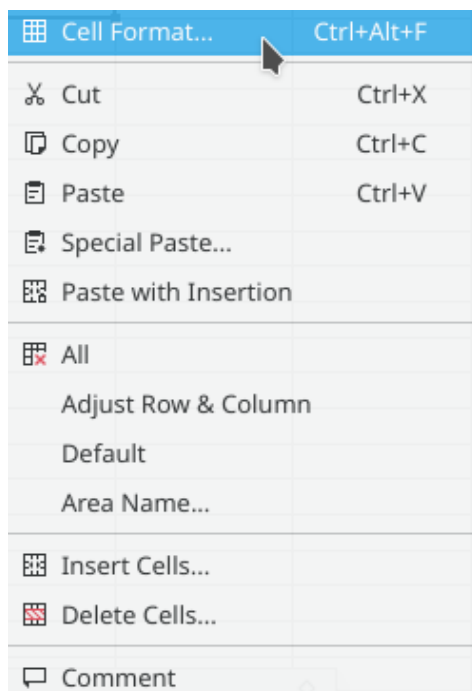 Cell Format... Ctrl+Alt+F
Cut Ctrl+X
Copy Ctrl+C
Paste Ctrl+V
Special Paste...
Paste with Insertion
All
Adjust Row & Column
Default
Area Name...
Insert Cells...
Delete Cells...
Comment